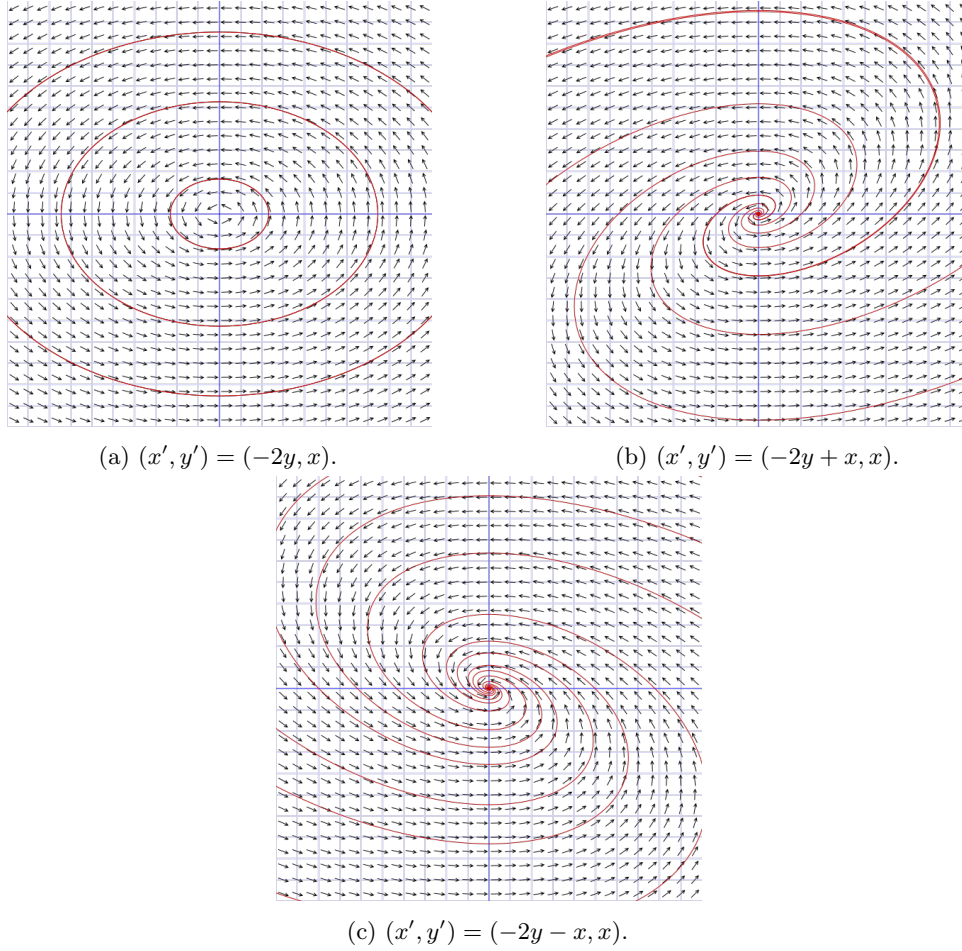 (a) (x′, y′) = (−2y, x).
(b) (x′, y′) = (−2y + x, x).
(c) (x′, y′) = (−2y − x, x).